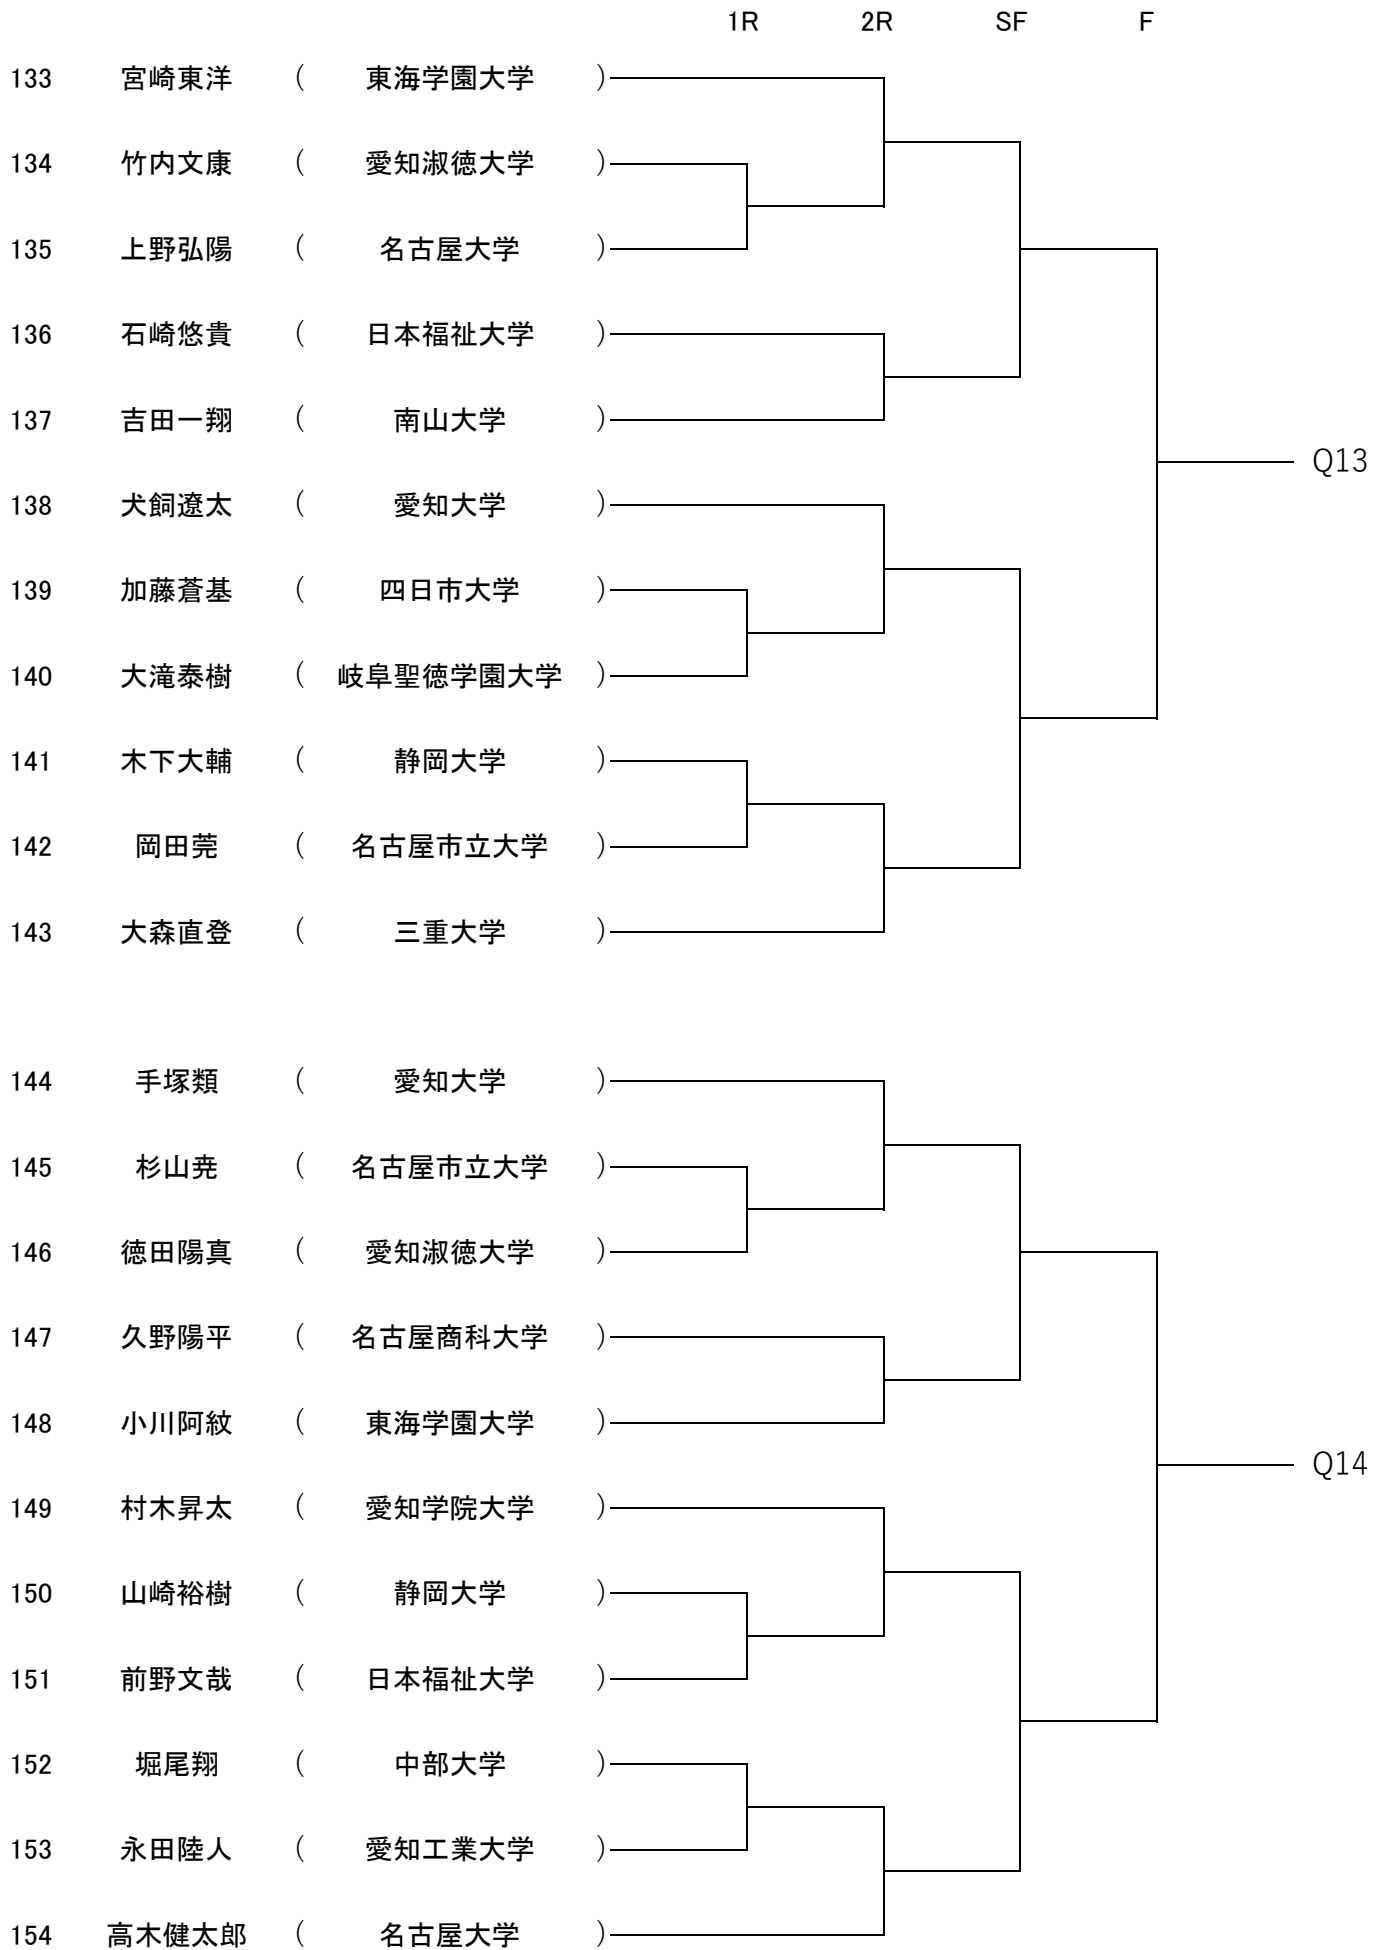 1R 2R SF F
133 宮崎東洋 ( 東海学園大学 )
134 竹内文康 ( 愛知淑徳大学 )
135 上野弘陽 ( 名古屋大学 )
136 石崎悠貴 ( 日本福祉大学 )
137 吉田一翔 ( 南山大学 )
Q13
138 犬飼遼太 ( 愛知大学 )
139 加藤蒼基 ( 四日市大学 )
140 大滝泰樹 ( 岐阜聖徳学園大学 )
141 木下大輔 ( 静岡大学 )
142 岡田莞 ( 名古屋市立大学 )
143 大森直登 ( 三重大学 )
144 手塚類 ( 愛知大学 )
145 杉山尭 ( 名古屋市立大学 )
146 徳田陽真 ( 愛知淑徳大学 )
147 久野陽平 ( 名古屋商科大学 )
148 小川阿紋 ( 東海学園大学 )
Q14
149 村木昇太 ( 愛知学院大学 )
150 山崎裕樹 ( 静岡大学 )
151 前野文哉 ( 日本福祉大学 )
152 堀尾翔 ( 中部大学 )
153 永田陸人 ( 愛知工業大学 )
154 高木健太郎 ( 名古屋大学 )